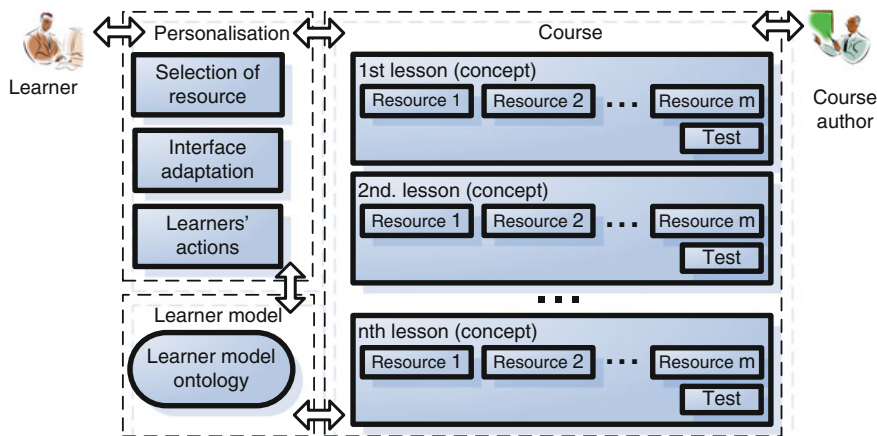 Learner
Personalisation
Selection of
resource
Interface
adaptation
Learners'
actions
Learner model
Learner model
ontology
Course
1st lesson (concept)
Resource 1
Resource 2
...
Resource m
Test
2nd. lesson (concept)
Resource 1
Resource 2
...
Resource m
Test
...
nth lesson (concept)
Resource 1
Resource 2
...
Resource m
Test
Course
author